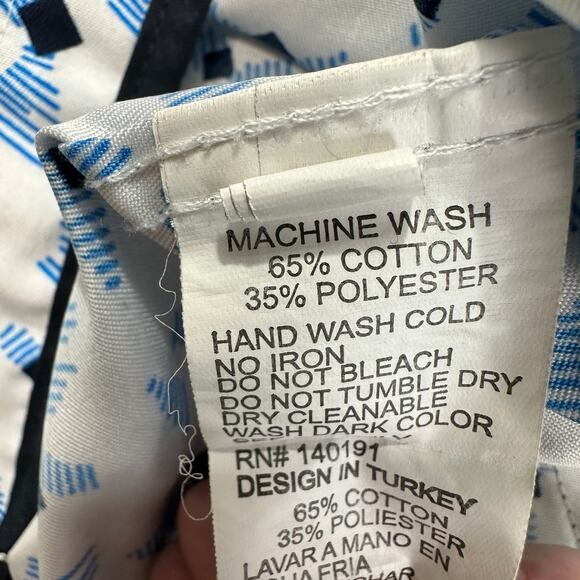 MACHINE WASH
65% COTTON
35% POLYESTER
HAND WASH COLD
NO IRON
DO NOT BLEACH
DO NOT TUMBLE DRY
DRY CLEANABLE
WASH DARK COLOR
RN# 140191
DESIGN IN TURKEY
65% COTTON
35% POLIESTER
LAVAR A MANO EN
FRIA